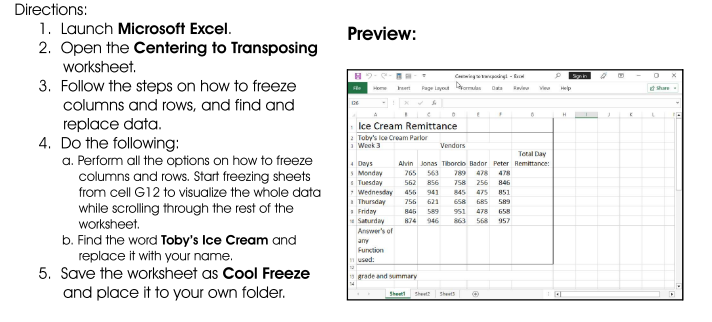 Directions:
1. Launch Microsoft Excel.
2. Open the Centering to Transposing
worksheet.
3. Follow the steps on how to freeze
columns and rows, and find and
replace data.
4. Do the following:
a. Perform all the options on how to freeze
columns and rows. Start freezing sheets
from cell G12 to visualize the whole data
while scrolling through the rest of the
worksheet.
b. Find the word Toby's Ice Cream and
replace it with your name.
5. Save the worksheet as Cool Freeze
and place it to your own folder.
Preview:
Centering to transposing1 - Excel Sign in
File Home Insert Page Layout Formulas Data Review View Help Share
I26 fx
A B C D E F G H I J K L
1 Ice Cream Remittance
2 Toby's Ice Cream Parlor
3 Week 3 Vendors
Total Day
4 Days Alvin Jonas Tiborcio Bador Peter Remittance:
5 Monday 765 563 789 478 478
6 Tuesday 562 856 758 256 846
7 Wednesday 456 941 845 475 851
8 Thursday 756 621 658 685 589
9 Friday 846 589 951 478 658
10 Saturday 874 946 863 568 957
Answer's of
any
Function
11 used:
12
13 grade and summary
14
Sheet1 Sheet2 Sheet3